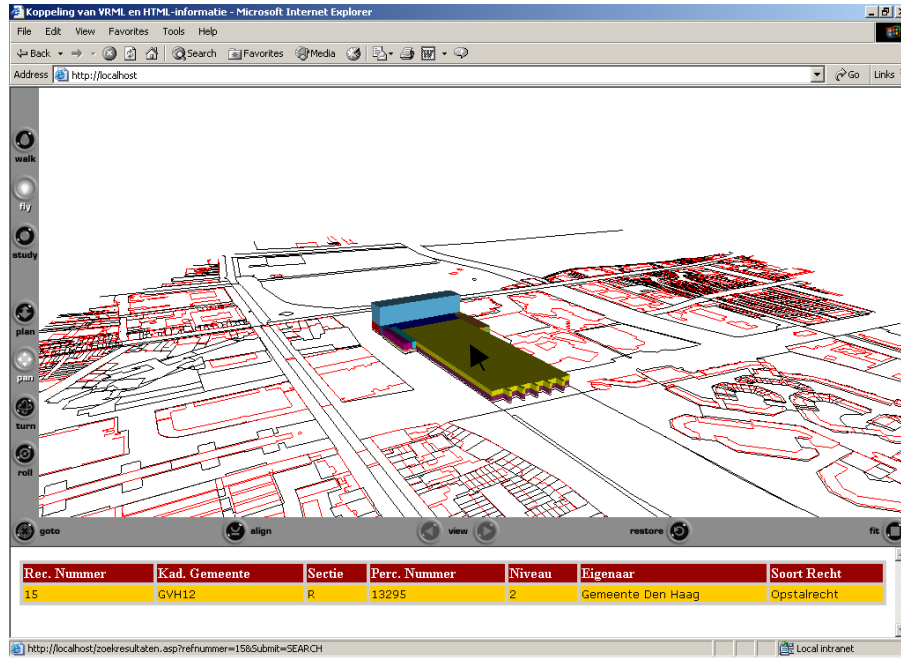 Koppeling van VRML en HTML-informatie - Microsoft Internet Explorer
File Edit View Favorites Tools Help
Back Search Favorites Media
Address http://localhost Go Links
walk
fly
study
plan
pan
turn
roll
goto align view restore fit
Rec. Nummer Kad. Gemeente Sectie Perc. Nummer Niveau Eigenaar Soort Recht
15 GVH12 R 13295 2 Gemeente Den Haag Opstalrecht
http://localhost/zoekresultaten.asp?refnummer=15&Submit=SEARCH Local intranet